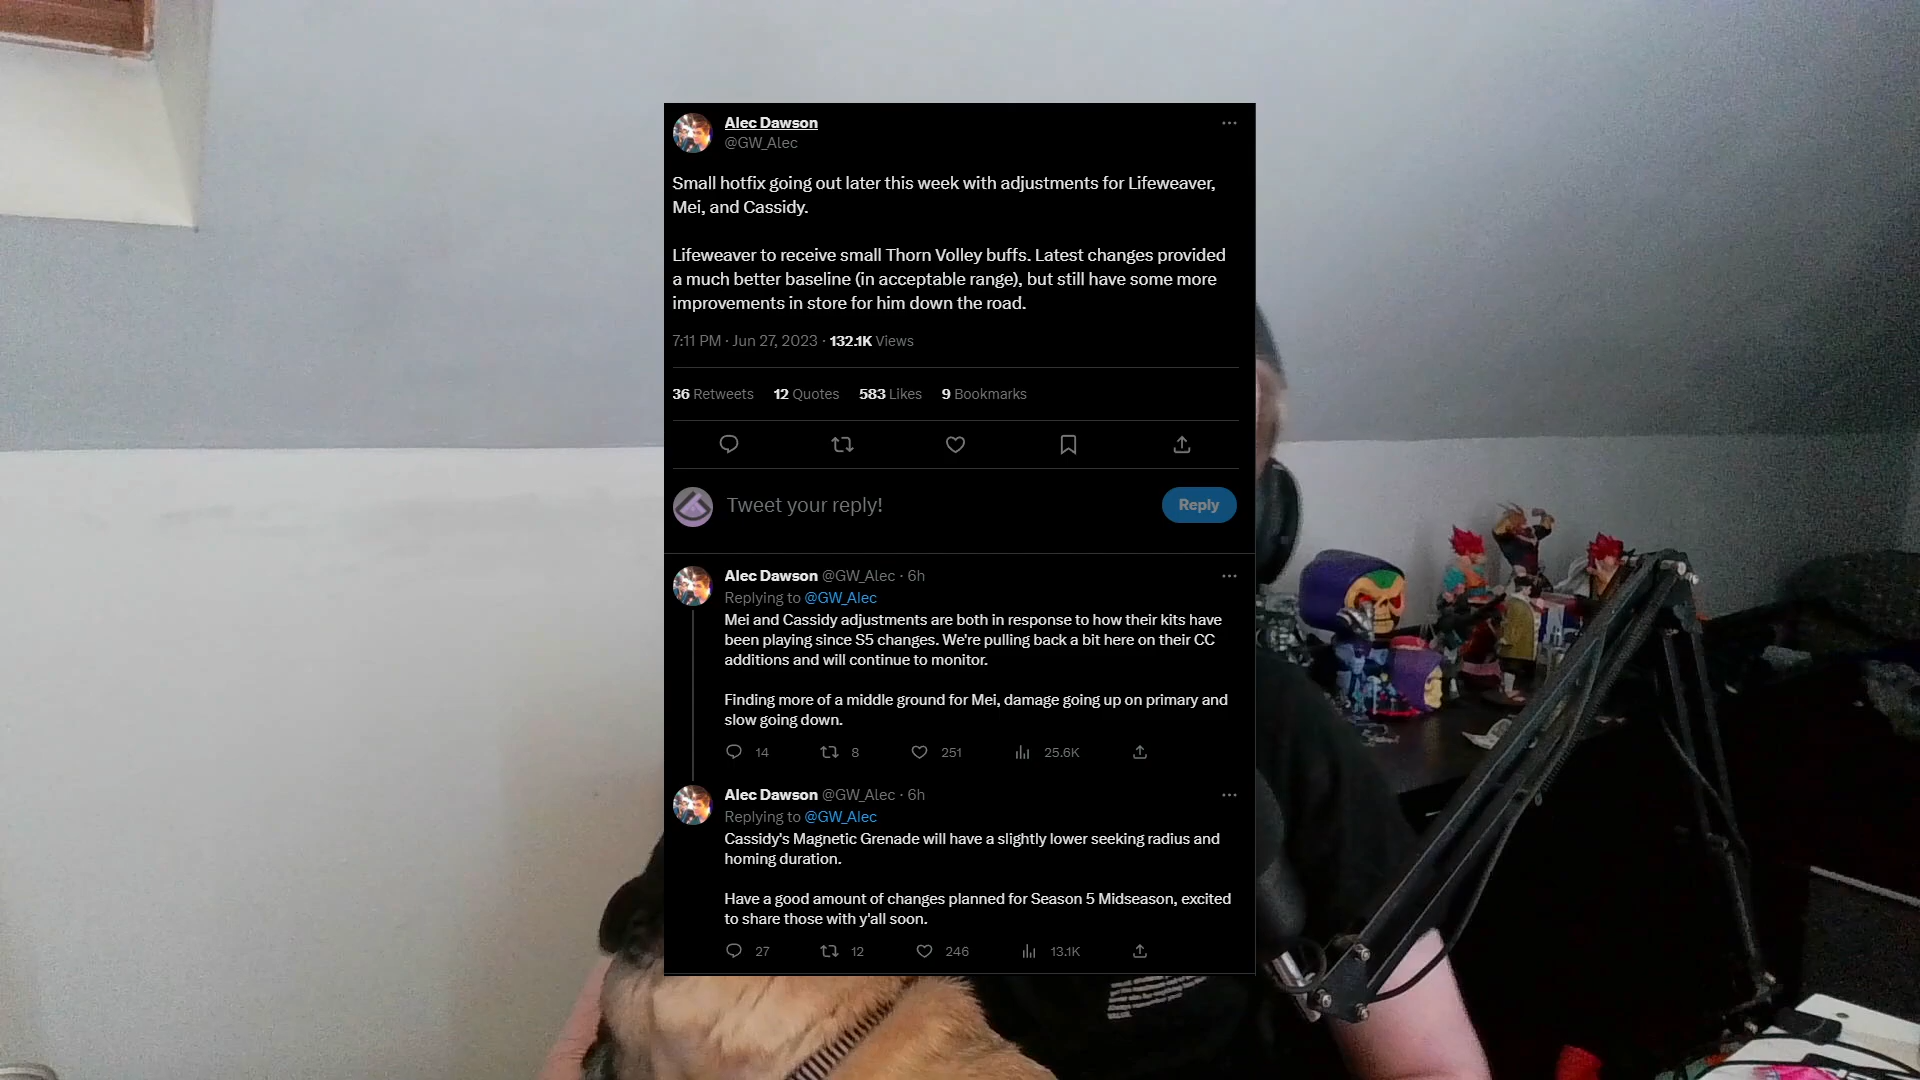 Alec Dawson
@GW_Alec
Small hotfix going out later this week with adjustments for Lifeweaver,
Mei, and Cassidy.
Lifeweaver to receive small Thorn Volley buffs. Latest changes provided
a much better baseline (in acceptable range), but still have some more
improvements in store for him down the road.
7:11 PM · Jun 27, 2023 · 132.1K Views
36 Retweets 12 Quotes 583 Likes 9 Bookmarks
Tweet your reply!
Reply
Alec Dawson @GW_Alec · 6h
Replying to @GW_Alec
Mei and Cassidy adjustments are both in response to how their kits have
been playing since S5 changes. We're pulling back a bit here on their CC
additions and will continue to monitor.
Finding more of a middle ground for Mei, damage going up on primary and
slow going down.
14 8 251 25.6K
Alec Dawson @GW_Alec · 6h
Replying to @GW_Alec
Cassidy's Magnetic Grenade will have a slightly lower seeking radius and
homing duration.
Have a good amount of changes planned for Season 5 Midseason, excited
to share those with y'all soon.
27 12 246 13.1K